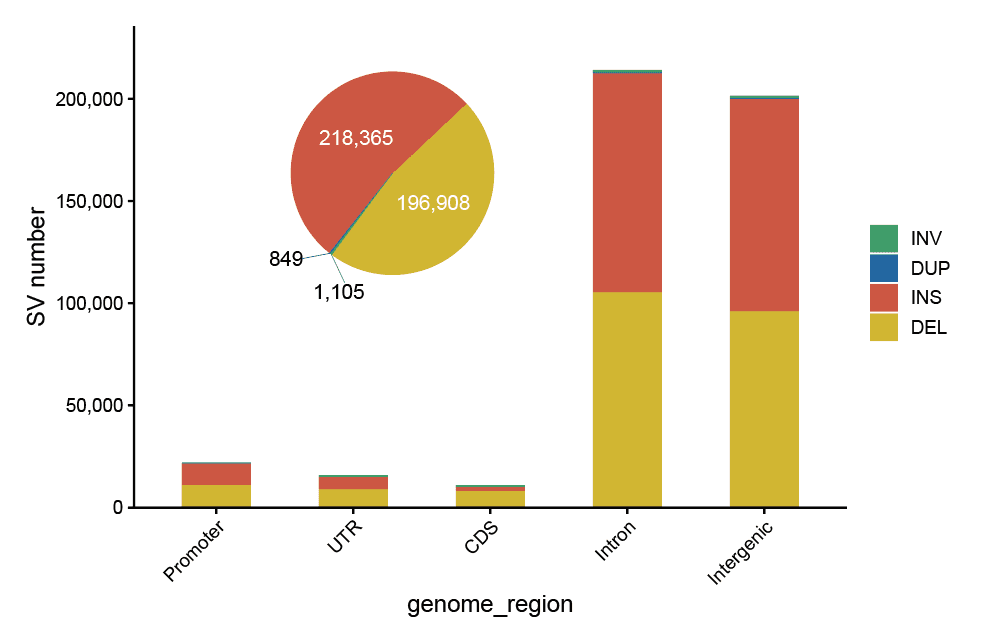 200,000
150,000
100,000
50,000
0
SV number
218,365
196,908
849
1,105
INV
DUP
INS
DEL
Promoter
UTR
CDS
Intron
Intergenic
genome_region